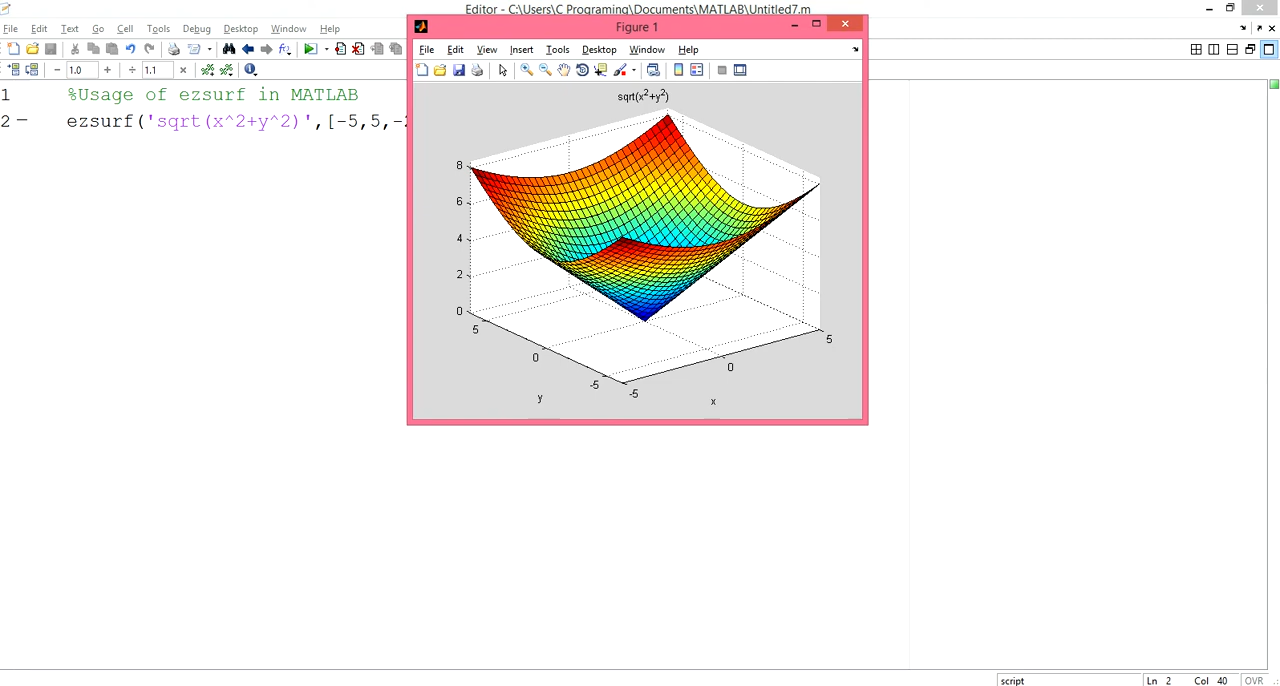 Editor - C:\Users\C Programing\Documents\MATLAB\Untitled7.m
Figure 1
File Edit Text Go Cell Tools Debug Desktop Window Help
File Edit View Insert Tools Desktop Window Help
1.0 1.1
1 %Usage of ezsurf in MATLAB
2 ezsurf('sqrt(x^2+y^2)',[-5,5,-
sqrt(x²+y²)
8
6
4
2
0
5
0
-5
y
-5
0
5
x
script Ln 2 Col 40 OVR